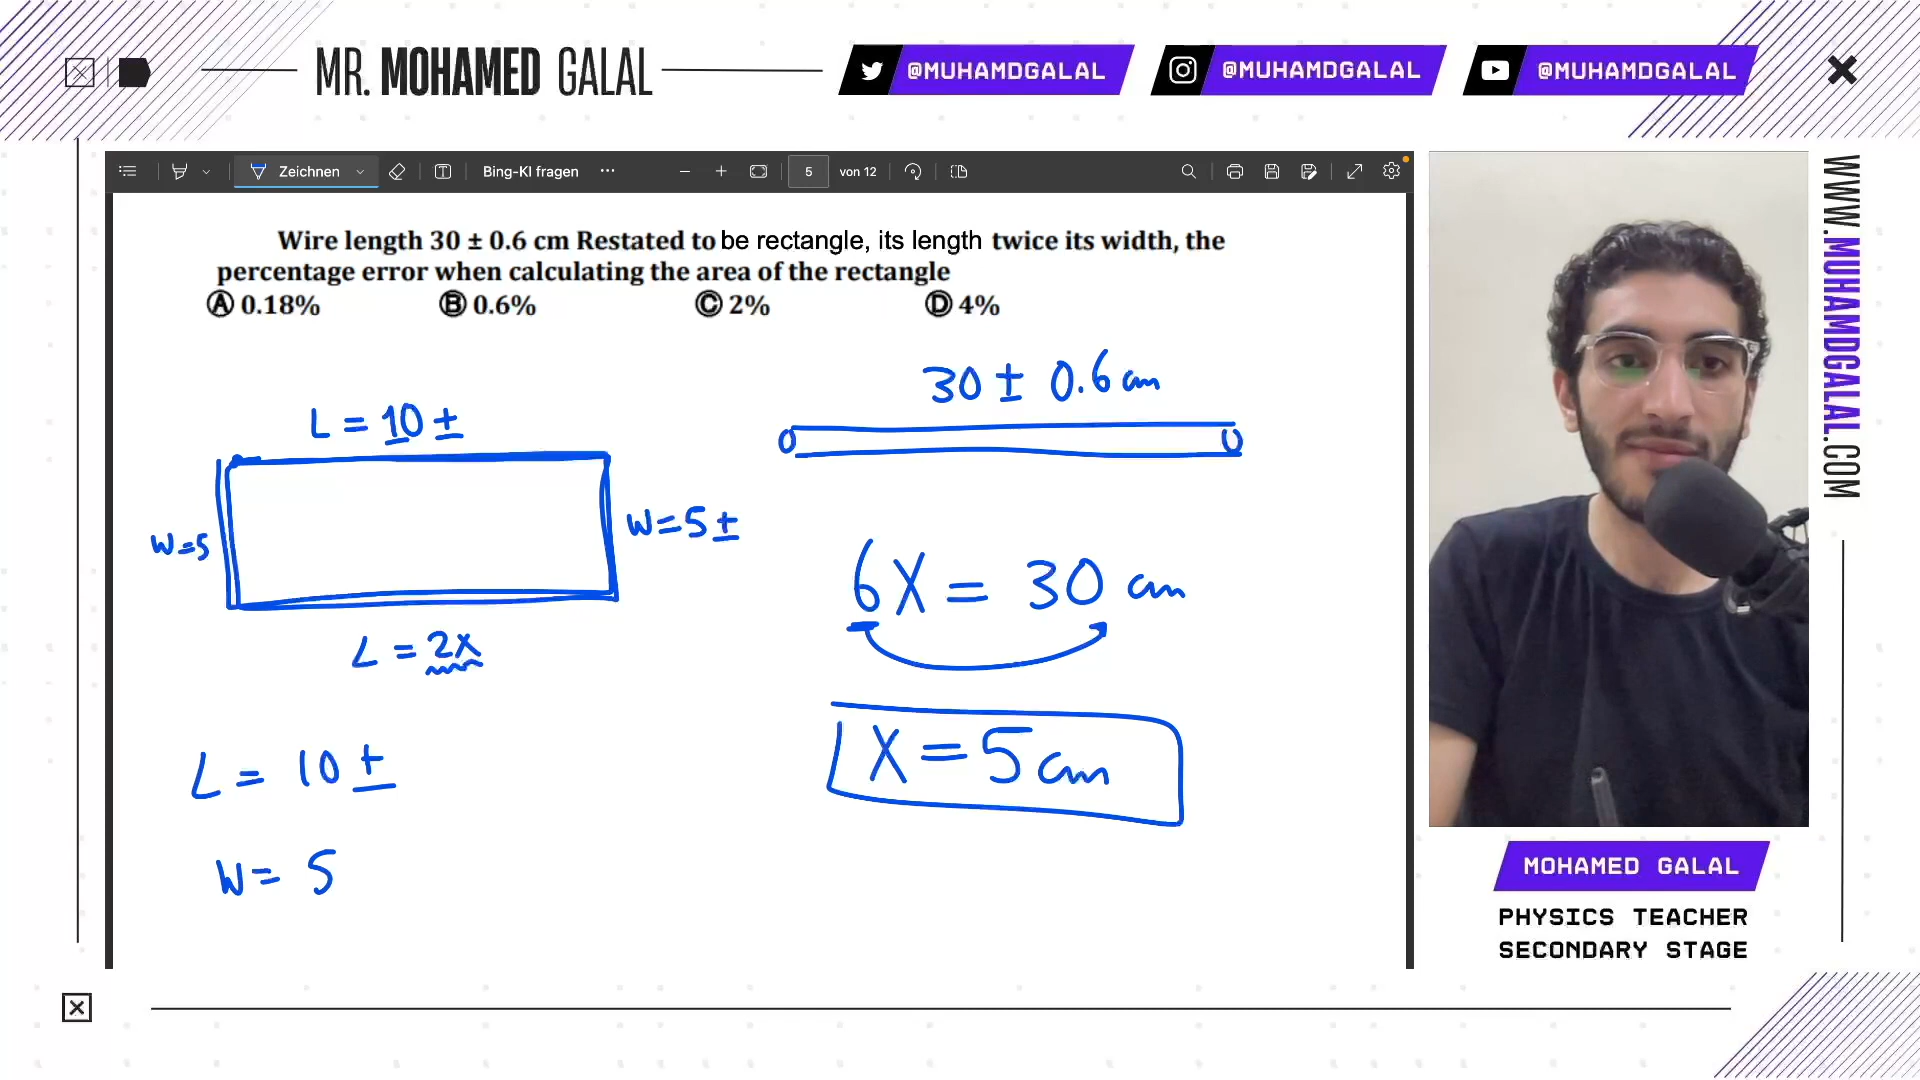 MR. MOHAMED GALAL
@MUHAMDGALAL
@MUHAMDGALAL
@MUHAMDGALAL
WWW.MUHAMDGALAL.COM
Zeichnen
Bing-KI fragen
5 von 12
Wire length 30 ± 0.6 cm Restated to be rectangle, its length twice its width, the
percentage error when calculating the area of the rectangle
Ⓐ 0.18% Ⓑ 0.6% Ⓒ 2% Ⓓ 4%
30 ± 0.6 cm
L = 10 ±
W=5
W=5 ±
L = 2x
6X = 30 cm
X = 5 cm
L = 10 ±
W = 5
MOHAMED GALAL
PHYSICS TEACHER
SECONDARY STAGE